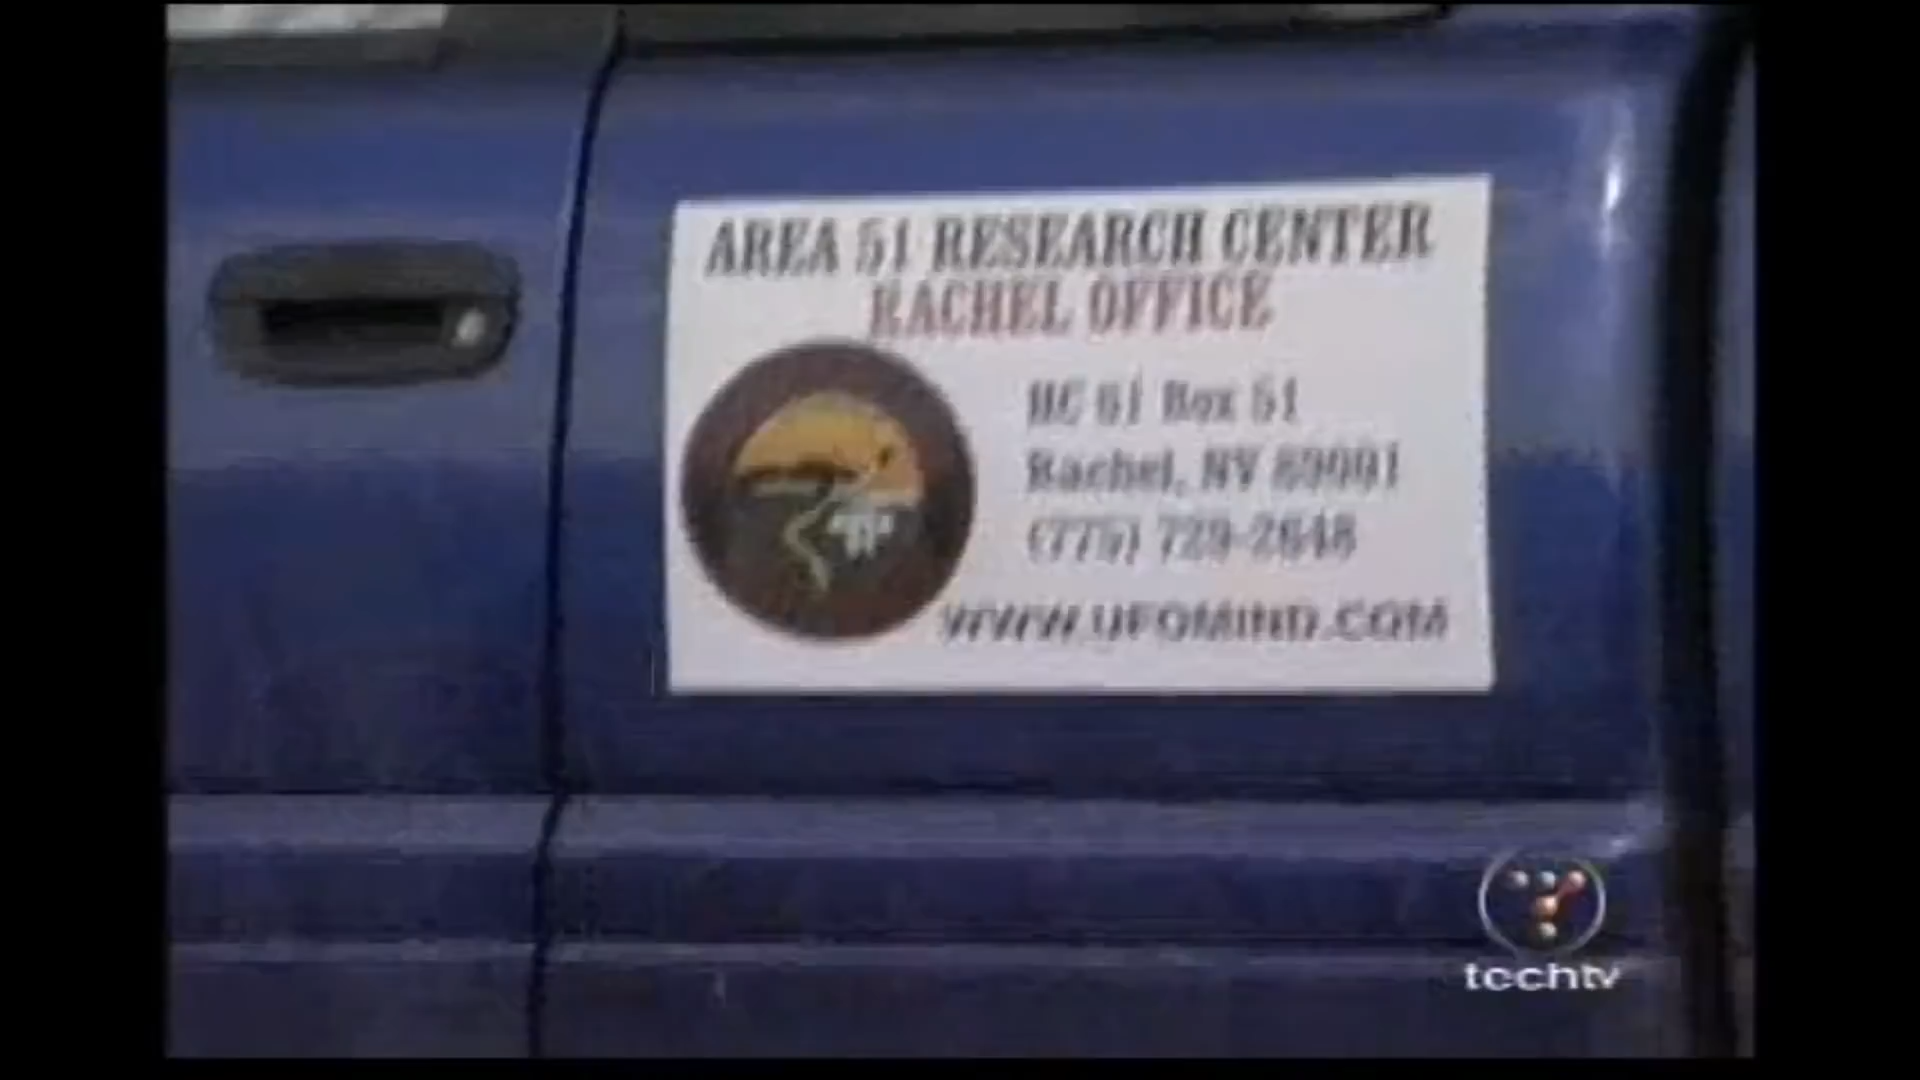 AREA 51 RESEARCH CENTER
RACHEL OFFICE
HC 61 Box 51
Rachel, NV 89001
(775) 729-2648
WWW.UFOMIND.COM
techtv